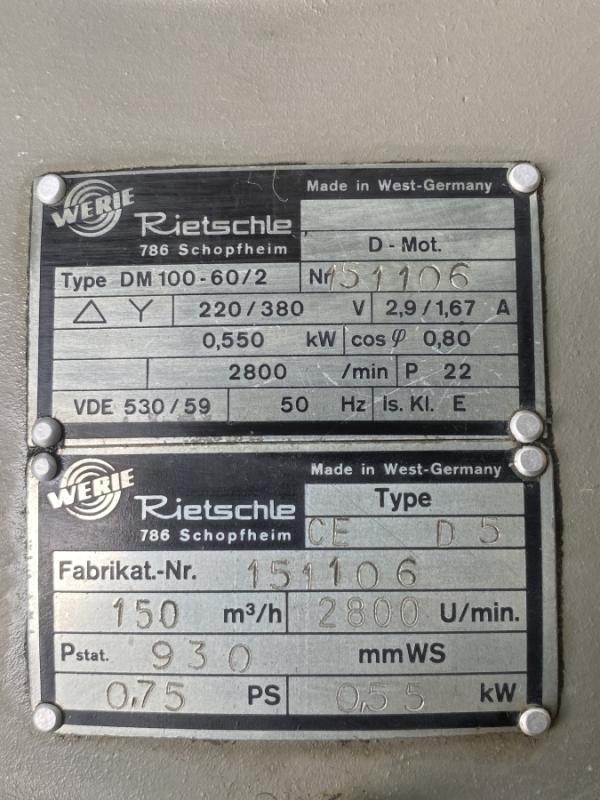 WERIE
Made in West-Germany
Rietschle
786 Schopfheim
D-Mot.
Type DM 100-60/2 Nr 151106
△ Y 220/380 V 2,9/1,67 A
0,550 kW cos φ 0,80
2800 /min P 22
VDE 530/59 50 Hz Is. Kl. E
WERIE
Made in West-Germany
Rietschle
786 Schopfheim
Type
CE D 5
Fabrikat.-Nr. 151106
150 m³/h 2800 U/min.
Pstat. 930 mmWS
0,75 PS 0,55 kW